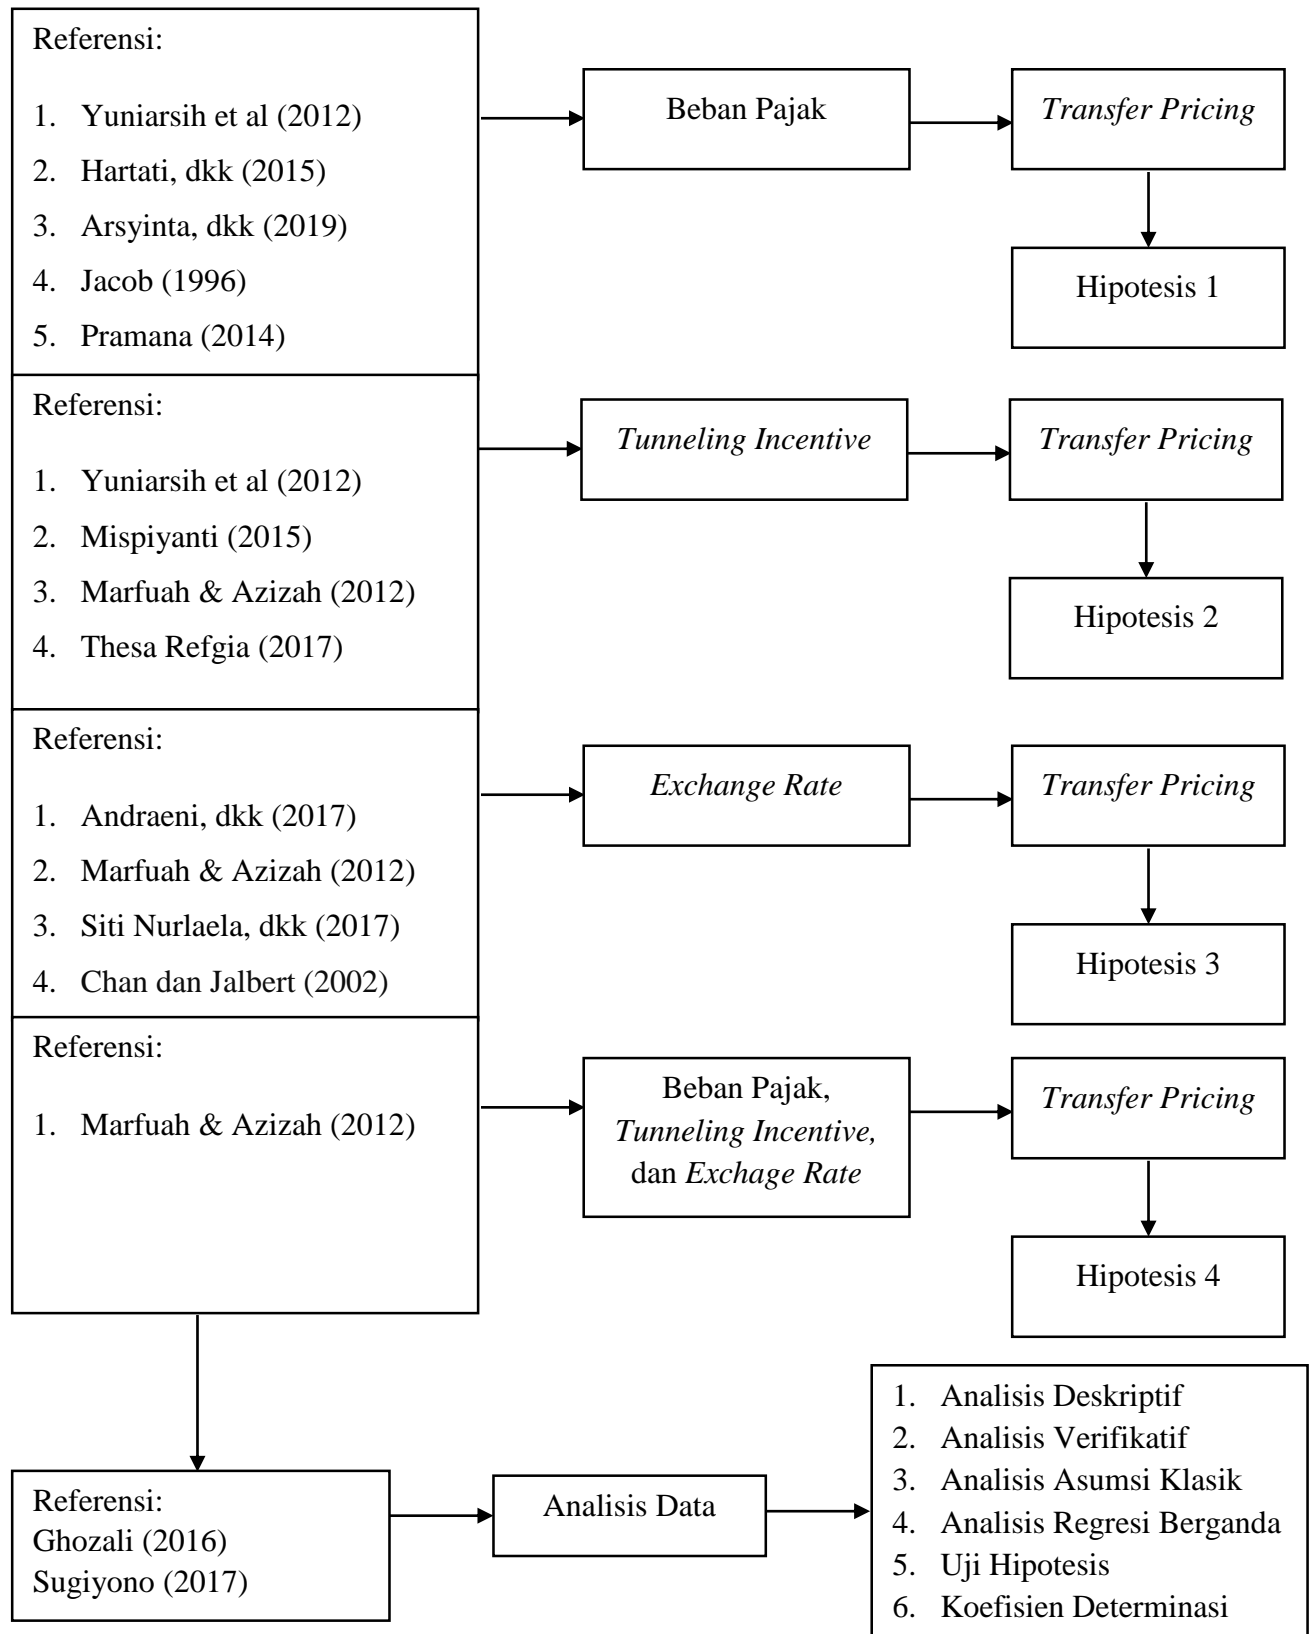 Referensi:
1. Yuniarsih et al (2012)
2. Hartati, dkk (2015)
3. Arsyinta, dkk (2019)
4. Jacob (1996)
5. Pramana (2014)
Beban Pajak
Transfer Pricing
Hipotesis 1
Referensi:
1. Yuniarsih et al (2012)
2. Mispiyanti (2015)
3. Marfuah & Azizah (2012)
4. Thesa Refgia (2017)
Tunneling Incentive
Transfer Pricing
Hipotesis 2
Referensi:
1. Andraeni, dkk (2017)
2. Marfuah & Azizah (2012)
3. Siti Nurlaela, dkk (2017)
4. Chan dan Jalbert (2002)
Exchange Rate
Transfer Pricing
Hipotesis 3
Referensi:
1. Marfuah & Azizah (2012)
Beban Pajak,
Tunneling Incentive,
dan Exchage Rate
Transfer Pricing
Hipotesis 4
Referensi:
Ghozali (2016)
Sugiyono (2017)
Analisis Data
1. Analisis Deskriptif
2. Analisis Verifikatif
3. Analisis Asumsi Klasik
4. Analisis Regresi Berganda
5. Uji Hipotesis
6. Koefisien Determinasi